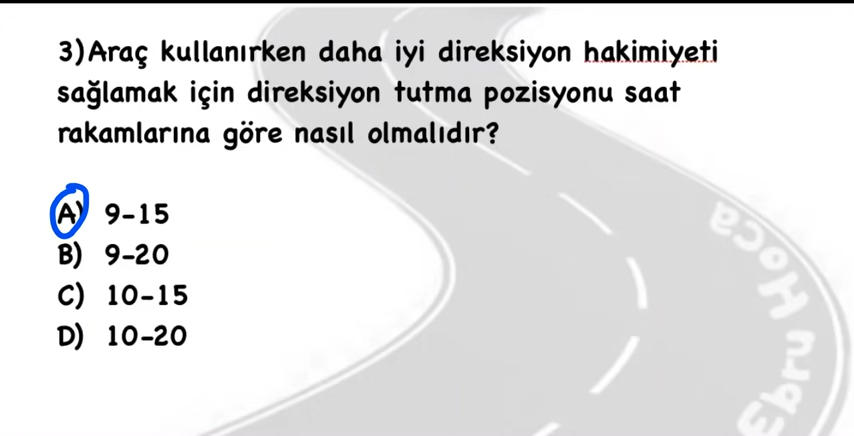 3)Araç kullanırken daha iyi direksiyon hakimiyeti
sağlamak için direksiyon tutma pozisyonu saat
rakamlarına göre nasıl olmalıdır?
A) 9-15
B) 9-20
C) 10-15
D) 10-20
Ebru Hoca